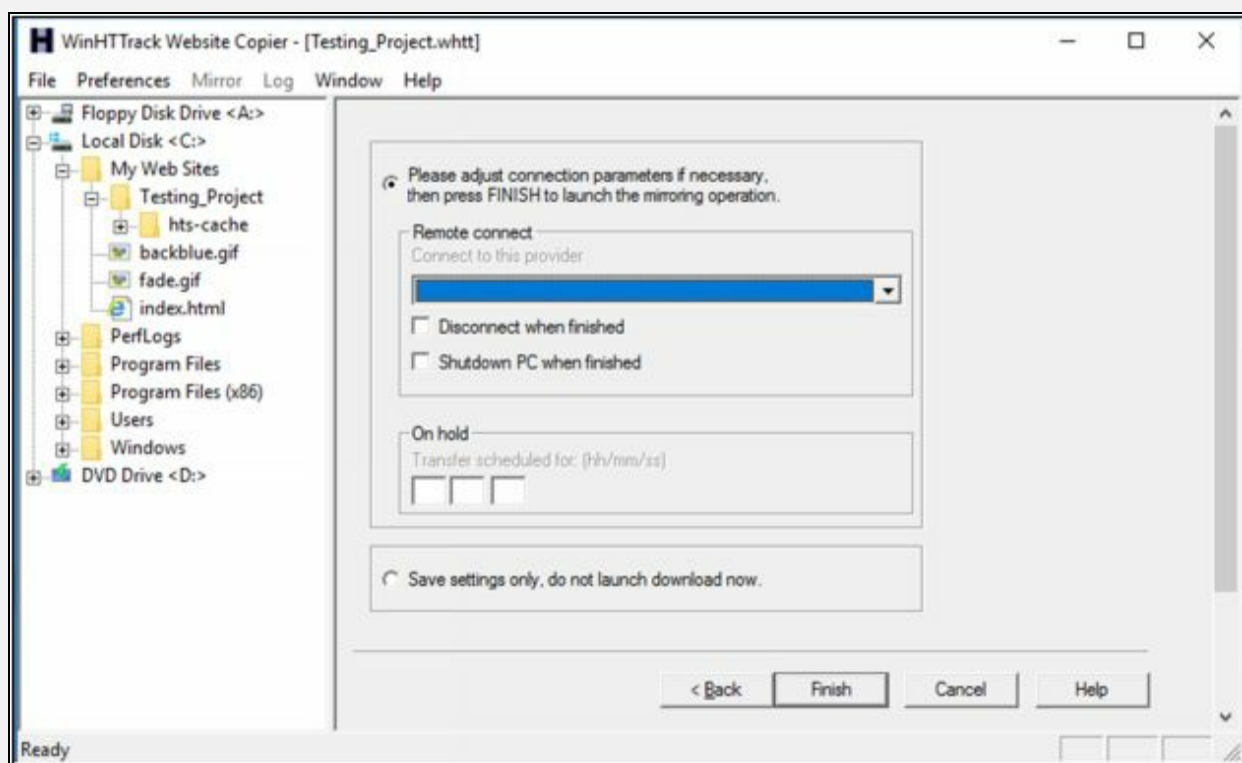 WinHTTrack Website Copier - [Testing_Project.whtt]
File Preferences Mirror Log Window Help
Floppy Disk Drive <A:>
Local Disk <C:>
My Web Sites
Testing_Project
hts-cache
backblue.gif
fade.gif
index.html
PerfLogs
Program Files
Program Files (x86)
Users
Windows
DVD Drive <D:>
Please adjust connection parameters if necessary,
then press FINISH to launch the mirroring operation.
Remote connect
Connect to this provider
Disconnect when finished
Shutdown PC when finished
On hold
Transfer scheduled for: (hh/mm/ss)
Save settings only, do not launch download now.
< Back Finish Cancel Help
Ready